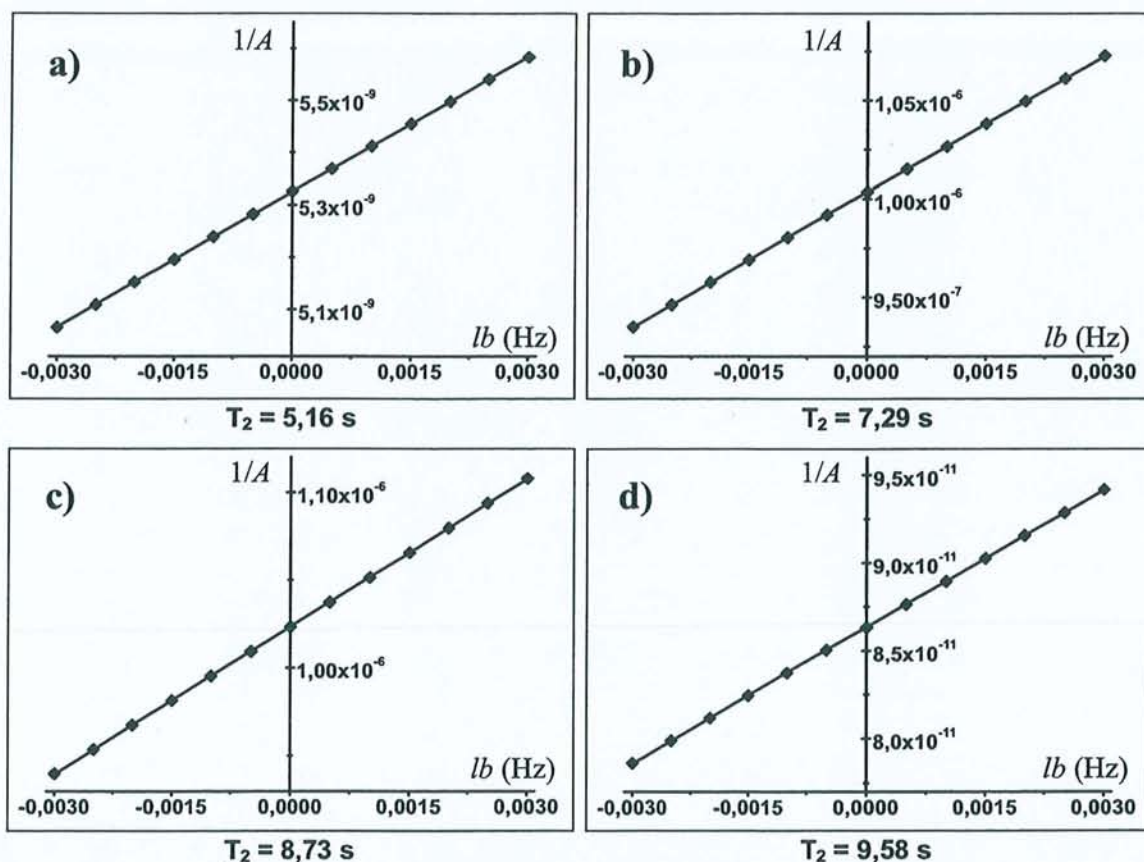 a)
1/A
5,5x10⁻⁹
5,3x10⁻⁹
5,1x10⁻⁹
lb (Hz)
-0,0030 -0,0015 0,0000 0,0015 0,0030
T₂ = 5,16 s
b)
1/A
1,05x10⁻⁶
1,00x10⁻⁶
9,50x10⁻⁷
lb (Hz)
-0,0030 -0,0015 0,0000 0,0015 0,0030
T₂ = 7,29 s
c)
1/A
1,10x10⁻⁶
1,00x10⁻⁶
lb (Hz)
-0,0030 -0,0015 0,0000 0,0015 0,0030
T₂ = 8,73 s
d)
1/A
9,5x10⁻¹¹
9,0x10⁻¹¹
8,5x10⁻¹¹
8,0x10⁻¹¹
lb (Hz)
-0,0030 -0,0015 0,0000 0,0015 0,0030
T₂ = 9,58 s